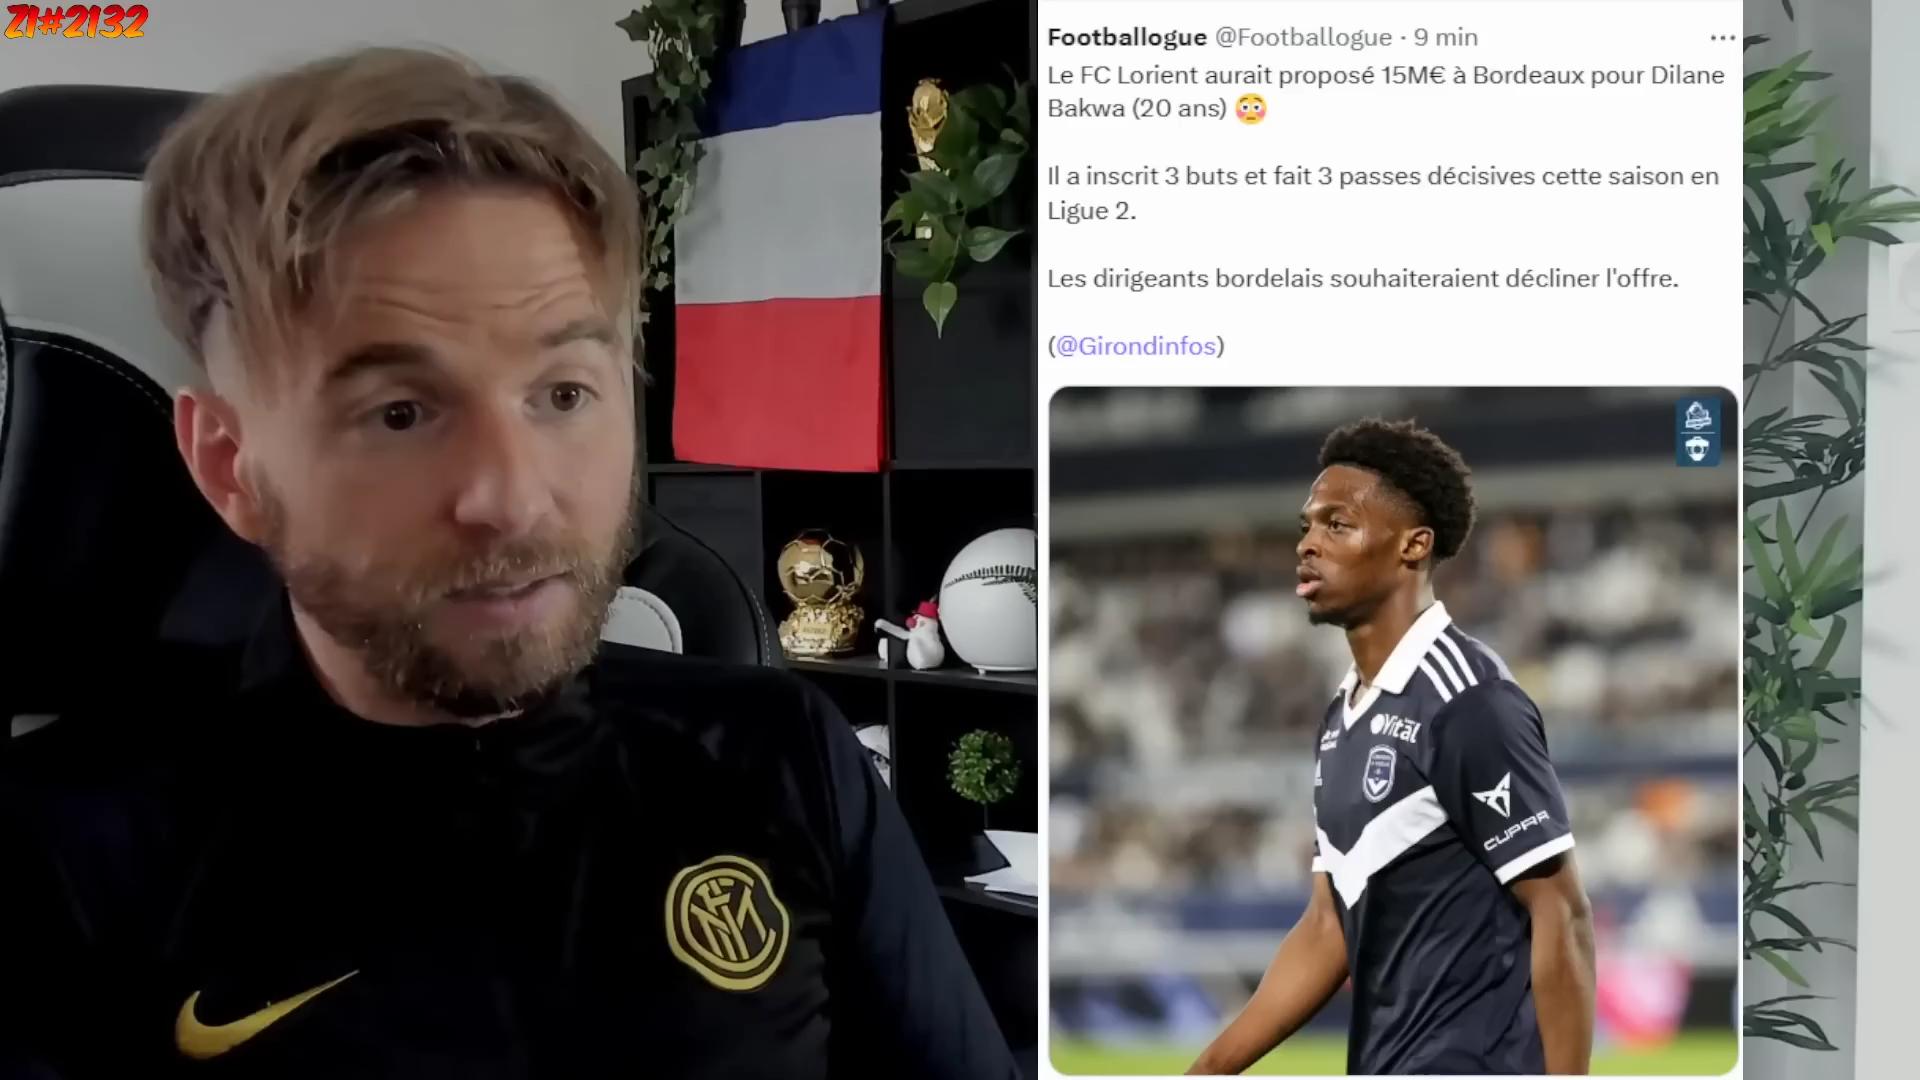 Z1#2132
Footballogue @Footballogue · 9 min
Le FC Lorient aurait proposé 15M€ à Bordeaux pour Dilane
Bakwa (20 ans) 😳
Il a inscrit 3 buts et fait 3 passes décisives cette saison en
Ligue 2.
Les dirigeants bordelais souhaiteraient décliner l'offre.
(@Girondinfos)
Vital
CUPRA